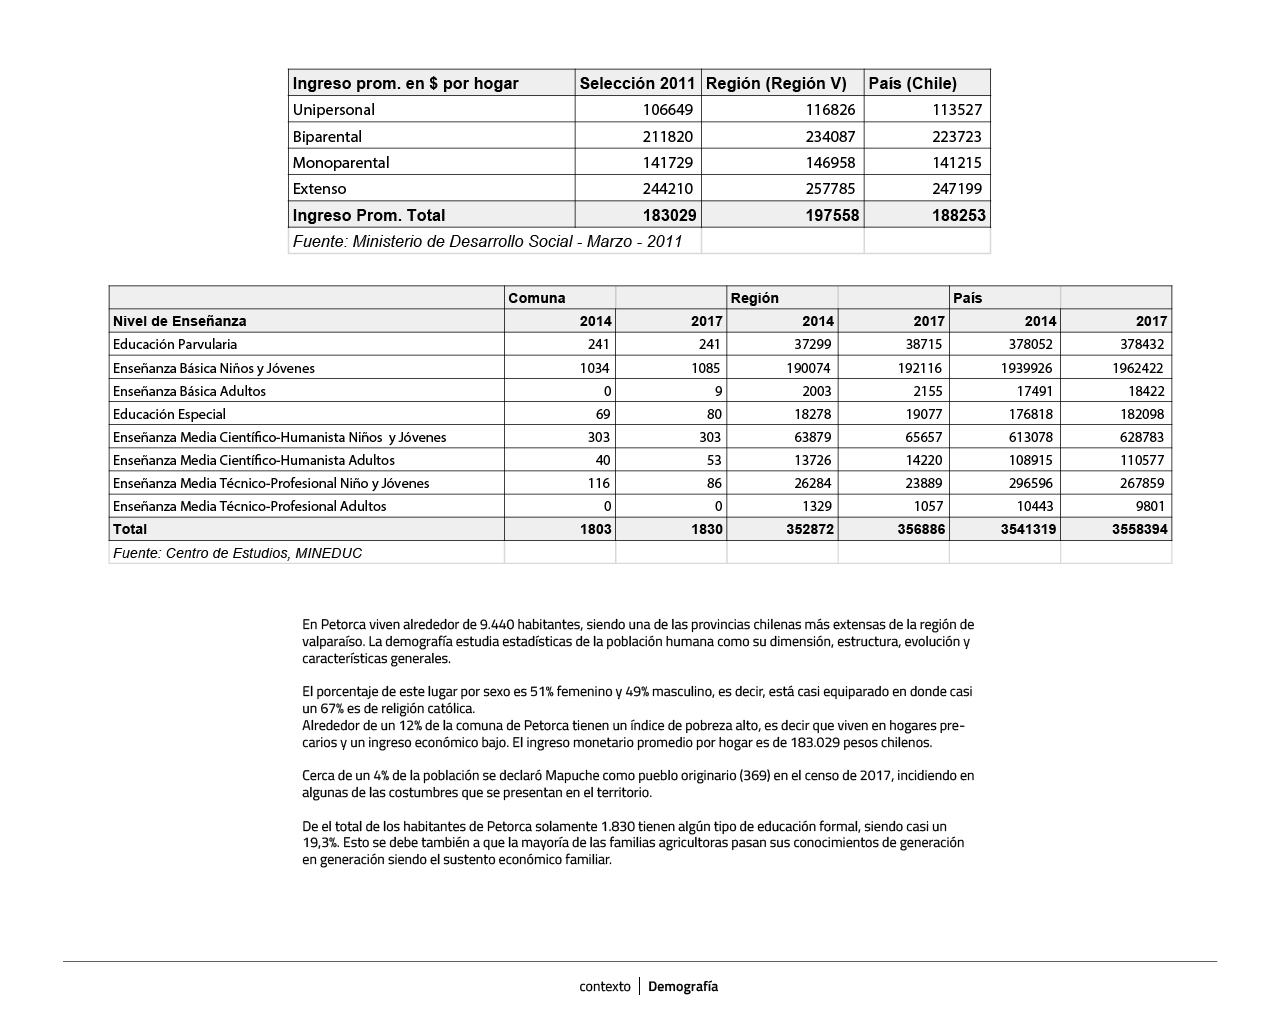 Ingreso prom. en $ por hogar Selección 2011 Región (Región V) País (Chile)
Unipersonal 106649 116826 113527
Biparental 211820 234087 223723
Monoparental 141729 146958 141215
Extenso 244210 257785 247199
Ingreso Prom. Total 183029 197558 188253
Fuente: Ministerio de Desarrollo Social - Marzo - 2011
Comuna Región País
Nivel de Enseñanza 2014 2017 2014 2017 2014 2017
Educación Parvularia 241 241 37299 38715 378052 378432
Enseñanza Básica Niños y Jóvenes 1034 1085 190074 192116 1939926 1962422
Enseñanza Básica Adultos 0 9 2003 2155 17491 18422
Educación Especial 69 80 18278 19077 176818 182098
Enseñanza Media Científico-Humanista Niños y Jóvenes 303 303 63879 65657 613078 628783
Enseñanza Media Científico-Humanista Adultos 40 53 13726 14220 108915 110577
Enseñanza Media Técnico-Profesional Niño y Jóvenes 116 86 26284 23889 296596 267859
Enseñanza Media Técnico-Profesional Adultos 0 0 1329 1057 10443 9801
Total 1803 1830 352872 356886 3541319 3558394
Fuente: Centro de Estudios, MINEDUC
En Petorca viven alrededor de 9.440 habitantes, siendo una de las provincias chilenas más extensas de la región de
valparaíso. La demografía estudia estadísticas de la población humana como su dimensión, estructura, evolución y
características generales.
El porcentaje de este lugar por sexo es 51% femenino y 49% masculino, es decir, está casi equiparado en donde casi
un 67% es de religión católica.
Alrededor de un 12% de la comuna de Petorca tienen un índice de pobreza alto, es decir que viven en hogares pre-
carios y un ingreso económico bajo. El ingreso monetario promedio por hogar es de 183.029 pesos chilenos.
Cerca de un 4% de la población se declaró Mapuche como pueblo originario (369) en el censo de 2017, incidiendo en
algunas de las costumbres que se presentan en el territorio.
De el total de los habitantes de Petorca solamente 1.830 tienen algún tipo de educación formal, siendo casi un
19,3%. Esto se debe también a que la mayoría de las familias agricultoras pasan sus conocimientos de generación
en generación siendo el sustento económico familiar.
contexto | Demografía